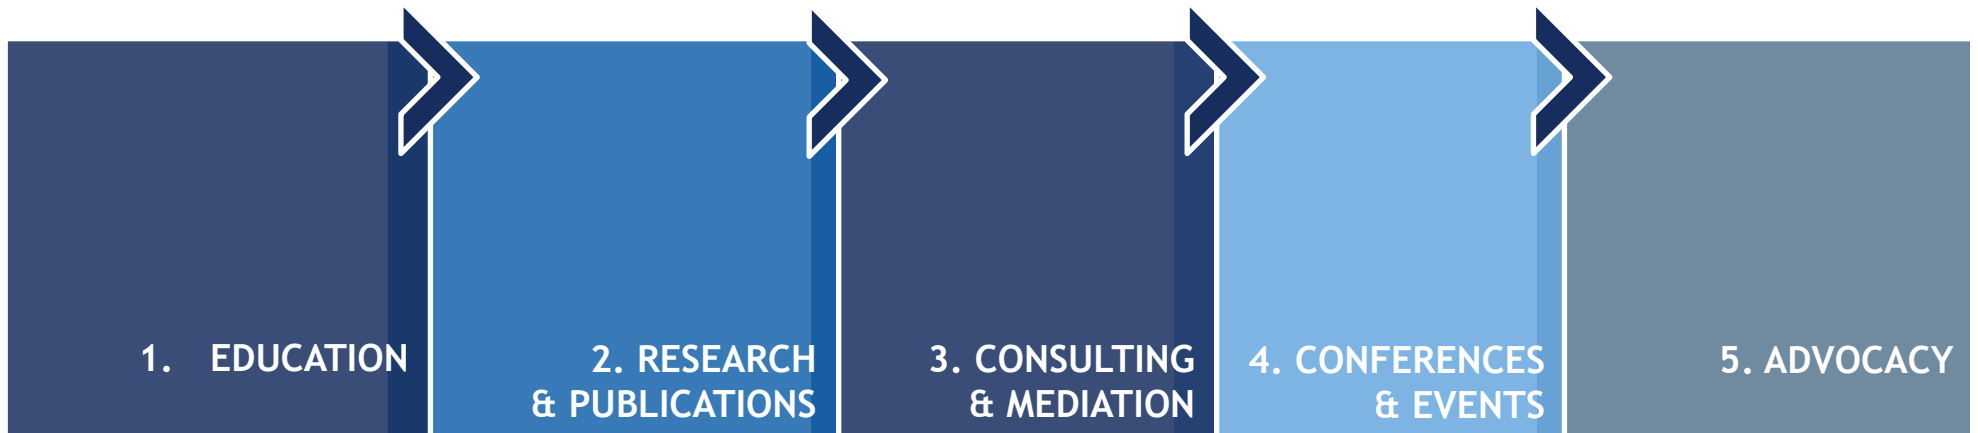 1. EDUCATION
2. RESEARCH
& PUBLICATIONS
3. CONSULTING
& MEDIATION
4. CONFERENCES
& EVENTS
5. ADVOCACY